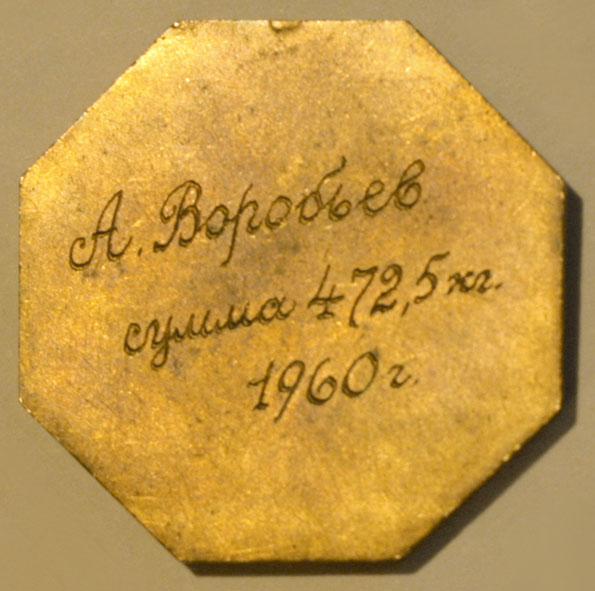 А. Воробьев
сумма 472,5 кг.
1960 г.